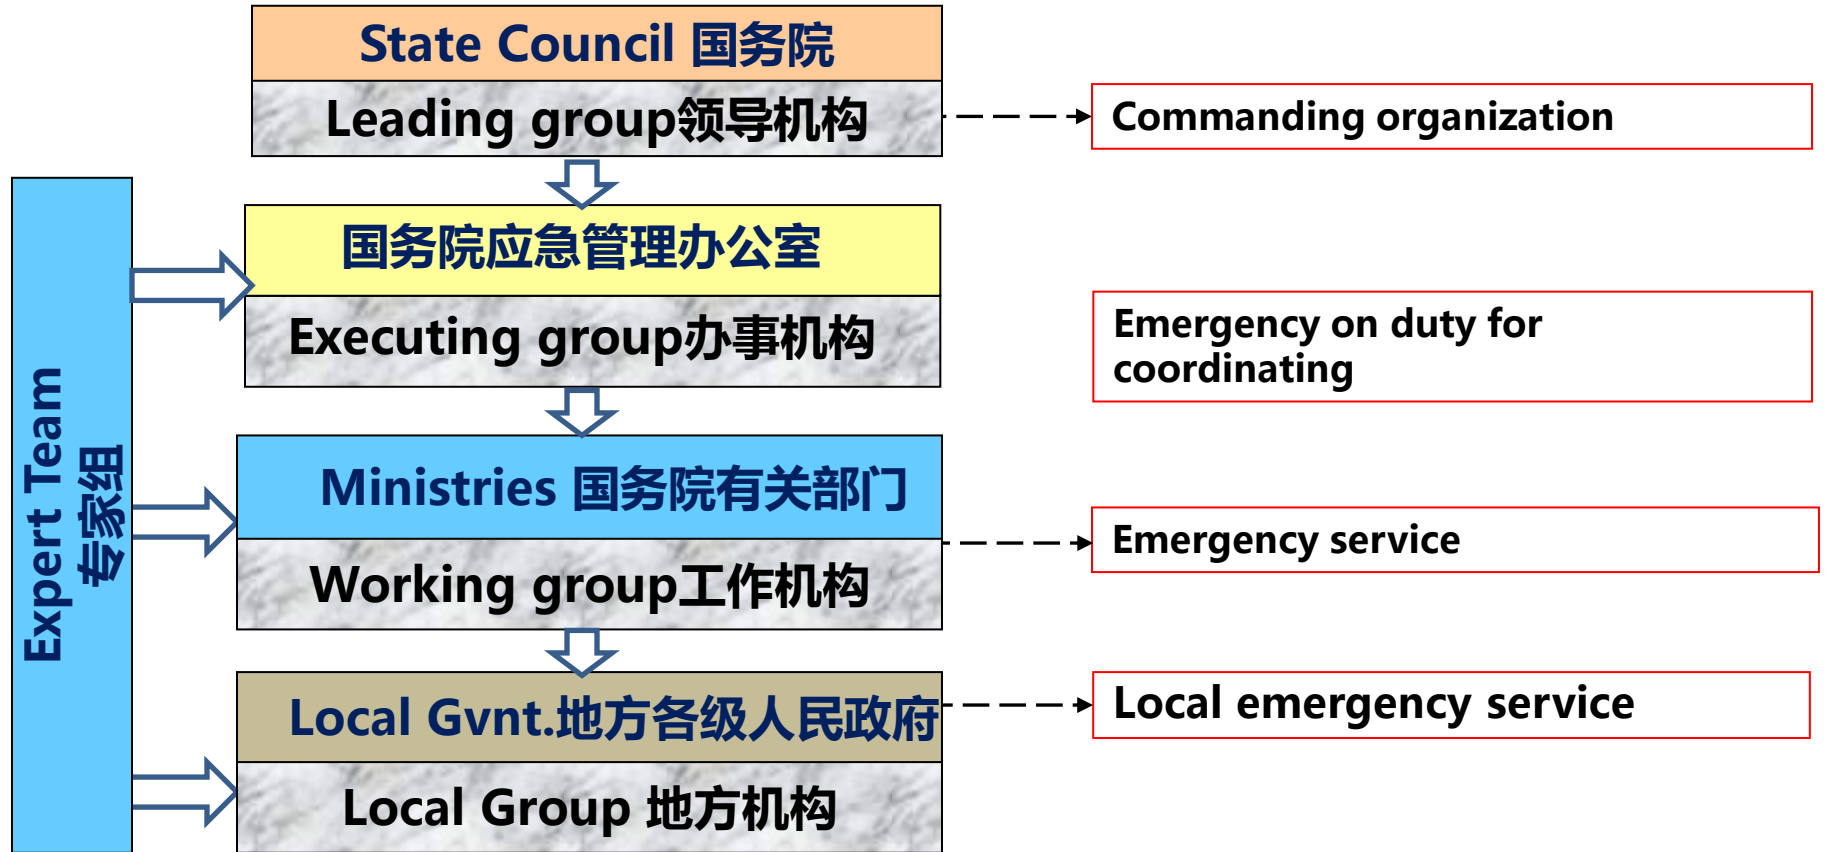 State Council 国务院
Leading group领导机构
Commanding organization
国务院应急管理办公室
Executing group办事机构
Emergency on duty for
coordinating
Ministries 国务院有关部门
Working group工作机构
Emergency service
Local Gvnt.地方各级人民政府
Local Group 地方机构
Local emergency service
Expert Team
专家组